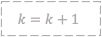 k = k + 1